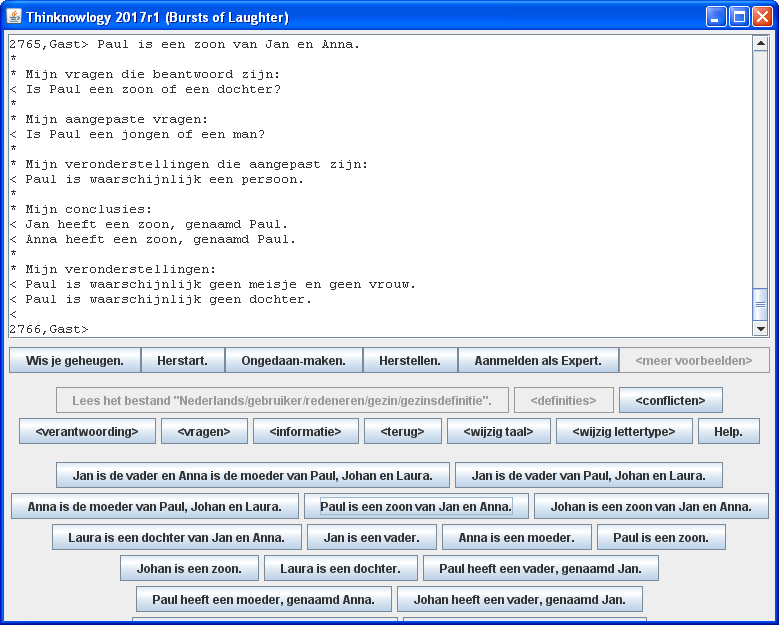 Thinknowlogy 2017r1 (Bursts of Laughter)
2765,Gast> Paul is een zoon van Jan en Anna.
*
* Mijn vragen die beantwoord zijn:
< Is Paul een zoon of een dochter?
*
* Mijn aangepaste vragen:
< Is Paul een jongen of een man?
*
* Mijn veronderstellingen die aangepast zijn:
< Paul is waarschijnlijk een persoon.
*
* Mijn conclusies:
< Jan heeft een zoon, genaamd Paul.
< Anna heeft een zoon, genaamd Paul.
*
* Mijn veronderstellingen:
< Paul is waarschijnlijk geen meisje en geen vrouw.
< Paul is waarschijnlijk geen dochter.
<
2766,Gast>
Wis je geheugen. Herstart. Ongedaan-maken. Herstellen. Aanmelden als Expert. <meer voorbeelden>
Lees het bestand "Nederlands/gebruiker/redeneren/gezin/gezinsdefinitie". <definities> <conflicten>
<verantwoording> <vragen> <informatie> <terug> <wijzig taal> <wijzig lettertype> Help.
Jan is de vader en Anna is de moeder van Paul, Johan en Laura. Jan is de vader van Paul, Johan en Laura.
Anna is de moeder van Paul, Johan en Laura. Paul is een zoon van Jan en Anna. Johan is een zoon van Jan en Anna.
Laura is een dochter van Jan en Anna. Jan is een vader. Anna is een moeder. Paul is een zoon.
Johan is een zoon. Laura is een dochter. Paul heeft een vader, genaamd Jan.
Paul heeft een moeder, genaamd Anna. Johan heeft een vader, genaamd Jan.